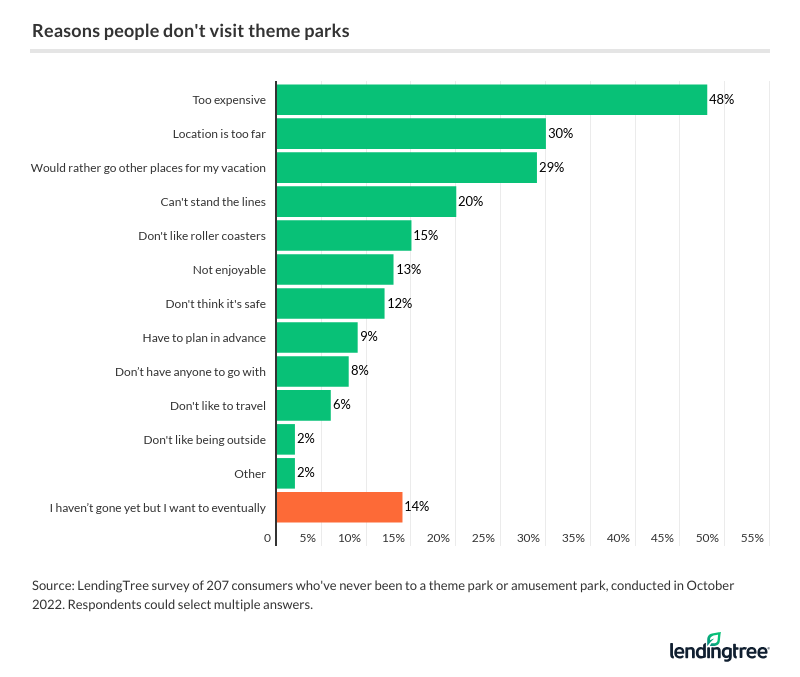 Reasons people don't visit theme parks
Too expensive 48%
Location is too far 30%
Would rather go other places for my vacation 29%
Can't stand the lines 20%
Don't like roller coasters 15%
Not enjoyable 13%
Don't think it's safe 12%
Have to plan in advance 9%
Don’t have anyone to go with 8%
Don't like to travel 6%
Don't like being outside 2%
Other 2%
I haven’t gone yet but I want to eventually 14%
0 5% 10% 15% 20% 25% 30% 35% 40% 45% 50% 55%
Source: LendingTree survey of 207 consumers who've never been to a theme park or amusement park, conducted in October
2022. Respondents could select multiple answers.
lendingtree